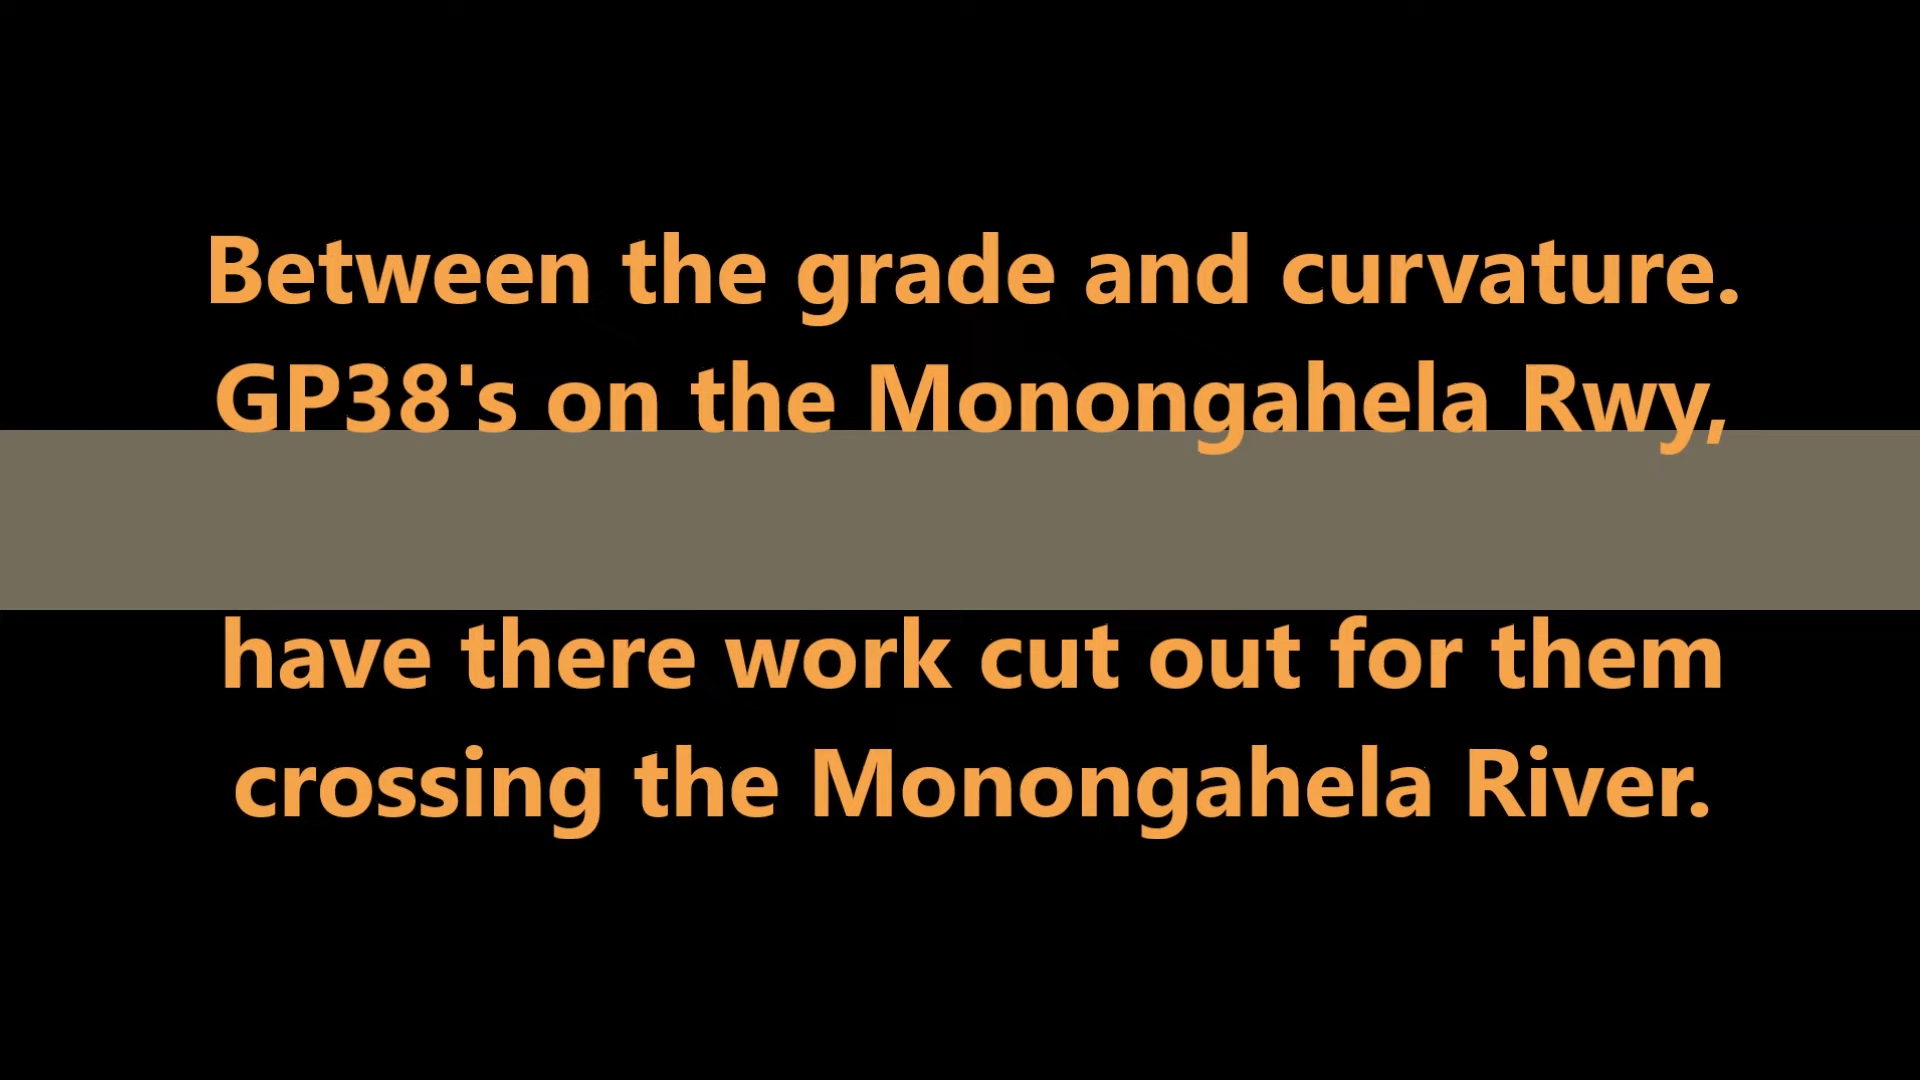 Between the grade and curvature.
GP38's on the Monongahela Rwy,
have there work cut out for them
crossing the Monongahela River.